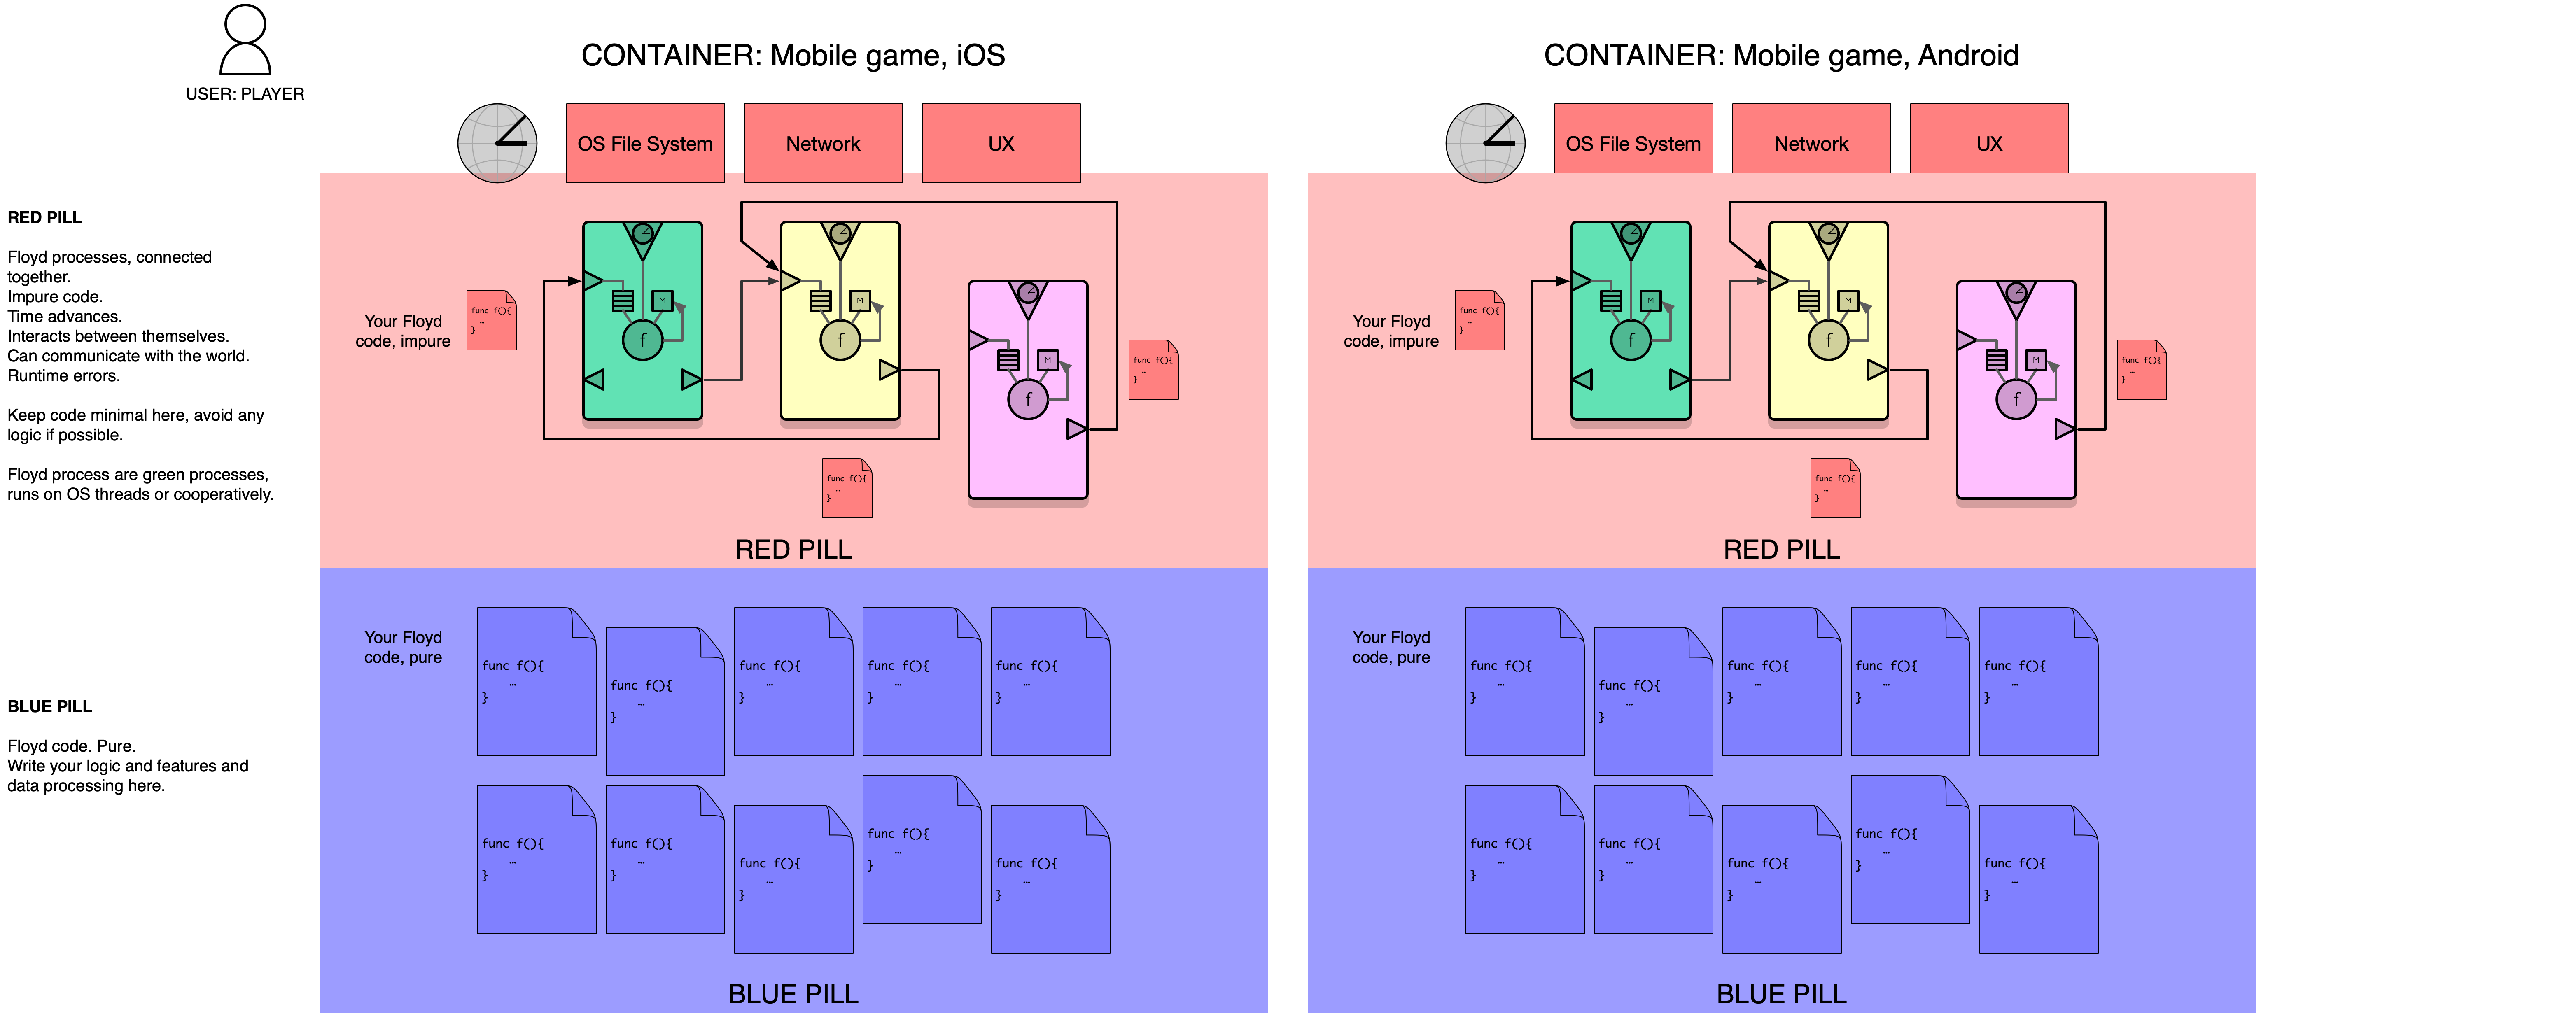 USER: PLAYER
CONTAINER: Mobile game, iOS
CONTAINER: Mobile game, Android
OS File System
Network
UX
OS File System
Network
UX
RED PILL
Floyd processes, connected
together.
Impure code.
Time advances.
Interacts between themselves.
Can communicate with the world.
Runtime errors.
Keep code minimal here, avoid any
logic if possible.
Floyd process are green processes,
runs on OS threads or cooperatively.
Your Floyd
code, impure
func f(){
…
}
M
f
M
f
M
f
func f(){
…
}
func f(){
…
}
RED PILL
Your Floyd
code, impure
func f(){
…
}
M
f
M
f
M
f
func f(){
…
}
func f(){
…
}
RED PILL
BLUE PILL
Floyd code. Pure.
Write your logic and features and
data processing here.
Your Floyd
code, pure
func f(){
…
}
func f(){
…
}
func f(){
…
}
func f(){
…
}
func f(){
…
}
func f(){
…
}
func f(){
…
}
func f(){
…
}
func f(){
…
}
func f(){
…
}
BLUE PILL
Your Floyd
code, pure
func f(){
…
}
func f(){
…
}
func f(){
…
}
func f(){
…
}
func f(){
…
}
func f(){
…
}
func f(){
…
}
func f(){
…
}
func f(){
…
}
func f(){
…
}
BLUE PILL